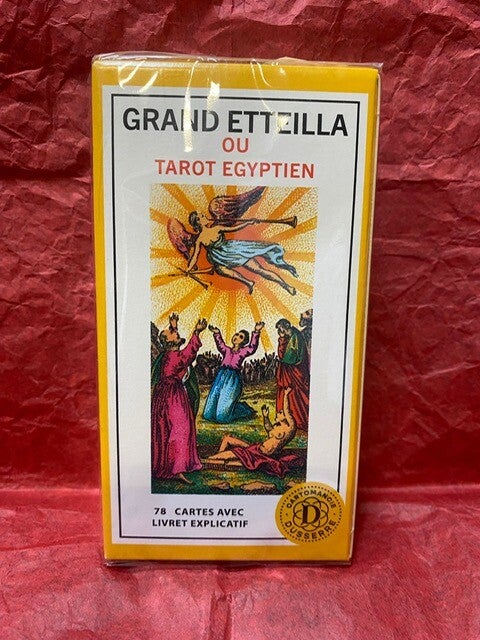 GRAND ETTEILLA
OU
TAROT EGYPTIEN
78 CARTES AVEC
LIVRET EXPLICATIF
CARTOMANCIE
D
DUSSERRE